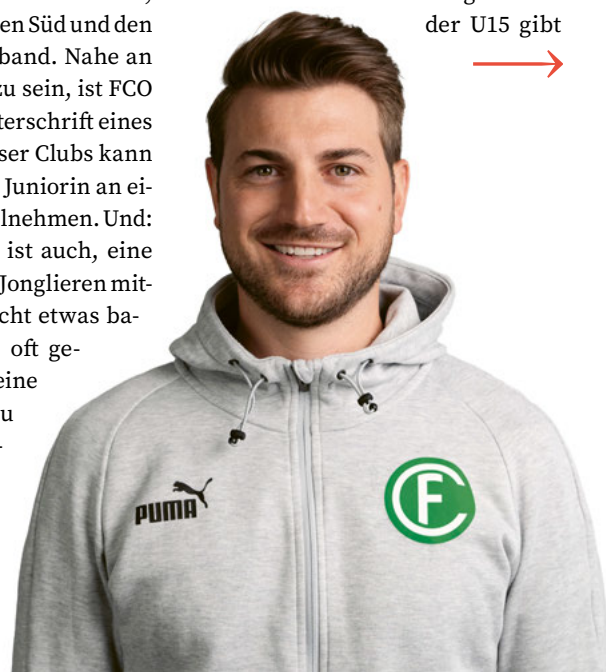 en Süd und den
band. Nahe an
zu sein, ist FCO
terschrift eines
ser Clubs kann
Juniorin an ei-
lnehmen. Und:
ist auch, eine
Jonglieren mit-
cht etwas ba-
oft ge-
eine
u
-
der U15 gibt
PUMA
FC